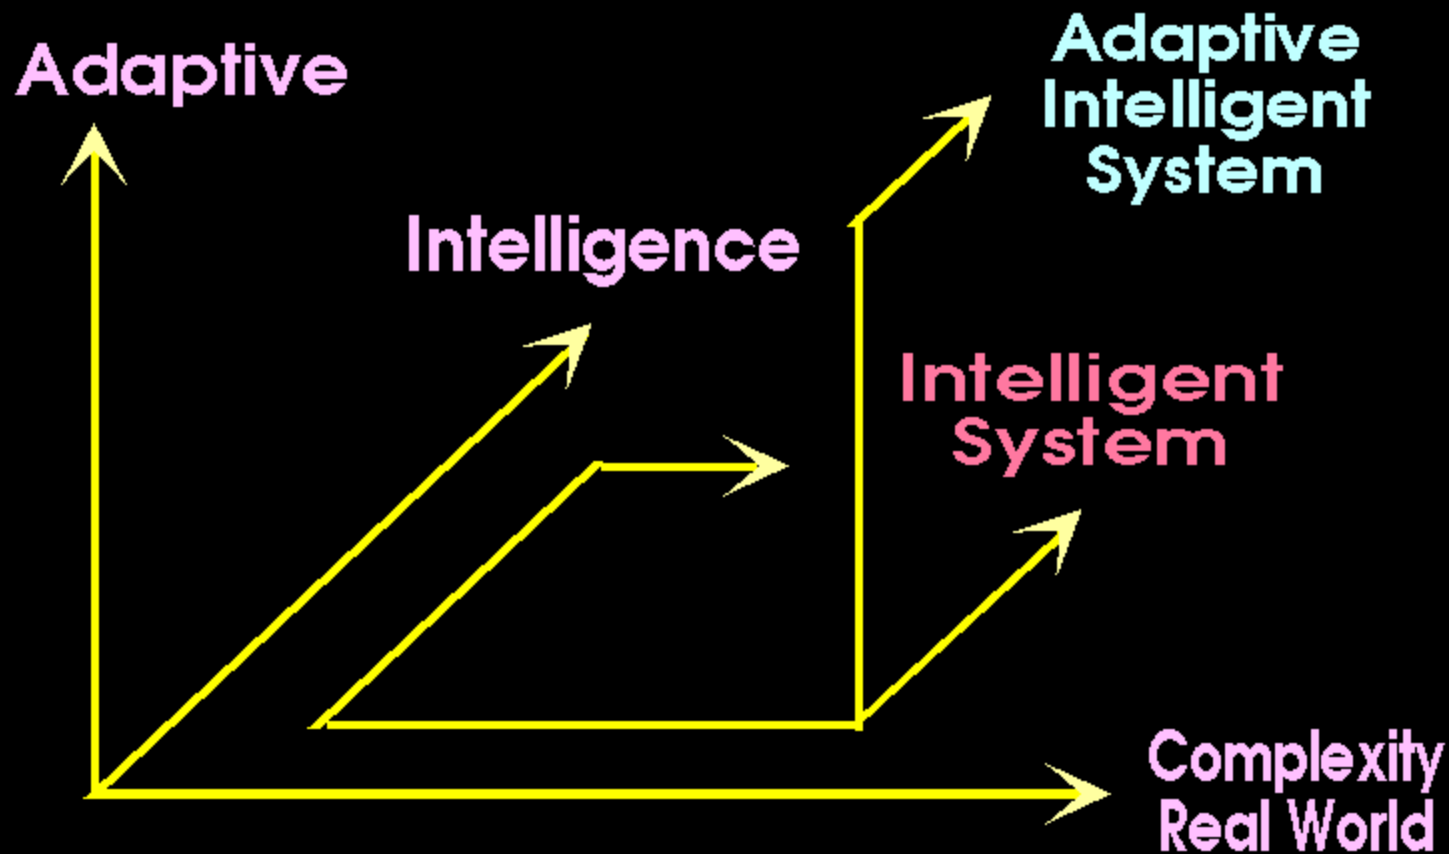 Adaptive
Adaptive
Intelligent
System
Intelligence
Intelligent
System
Complexity
Real World